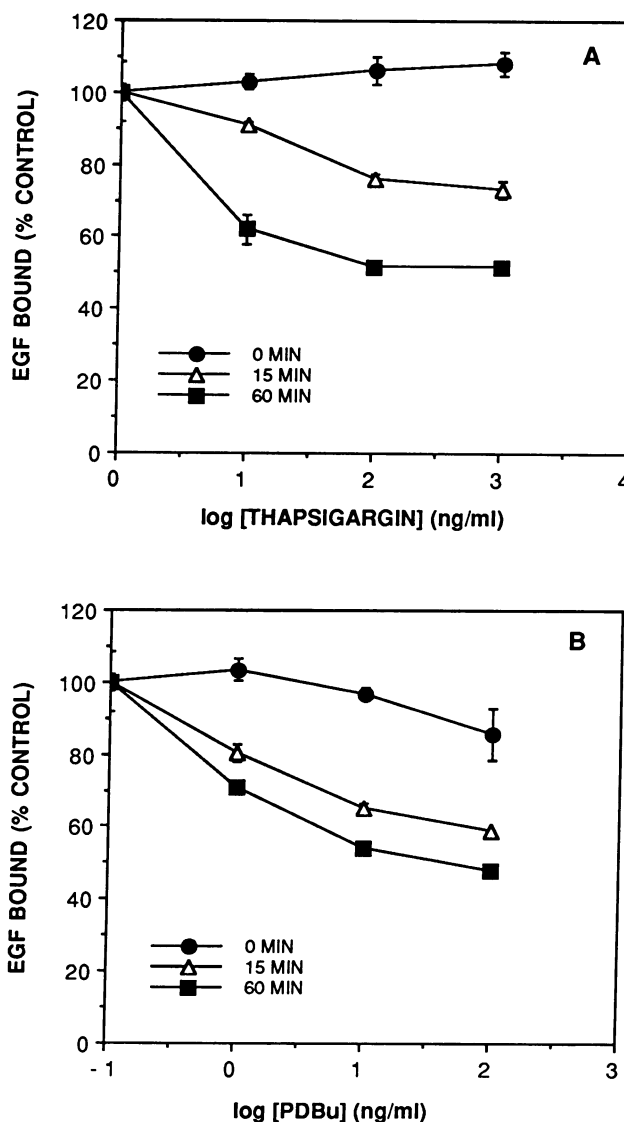 A
EGF BOUND (% CONTROL)
120
100
80
60
40
20
0
0 MIN
15 MIN
60 MIN
0 1 2 3 4
log [THAPSIGARGIN] (ng/ml)
B
EGF BOUND (% CONTROL)
120
100
80
60
40
20
0
0 MIN
15 MIN
60 MIN
- 1 0 1 2 3
log [PDBu] (ng/ml)